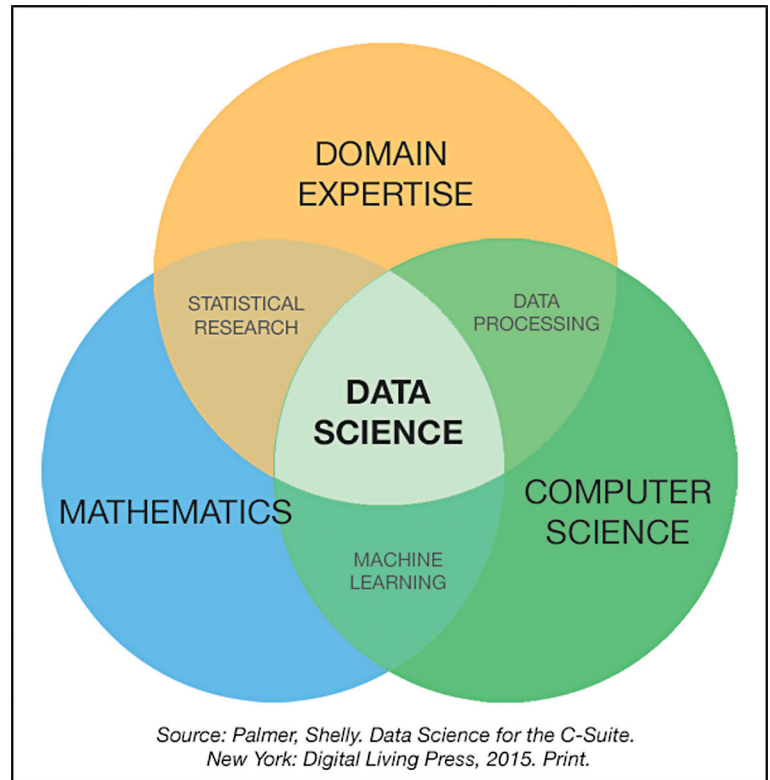 DOMAIN
EXPERTISE
STATISTICAL
RESEARCH
DATA
PROCESSING
DATA
SCIENCE
MATHEMATICS
COMPUTER
SCIENCE
MACHINE
LEARNING
Source: Palmer, Shelly. Data Science for the C-Suite.
New York: Digital Living Press, 2015. Print.